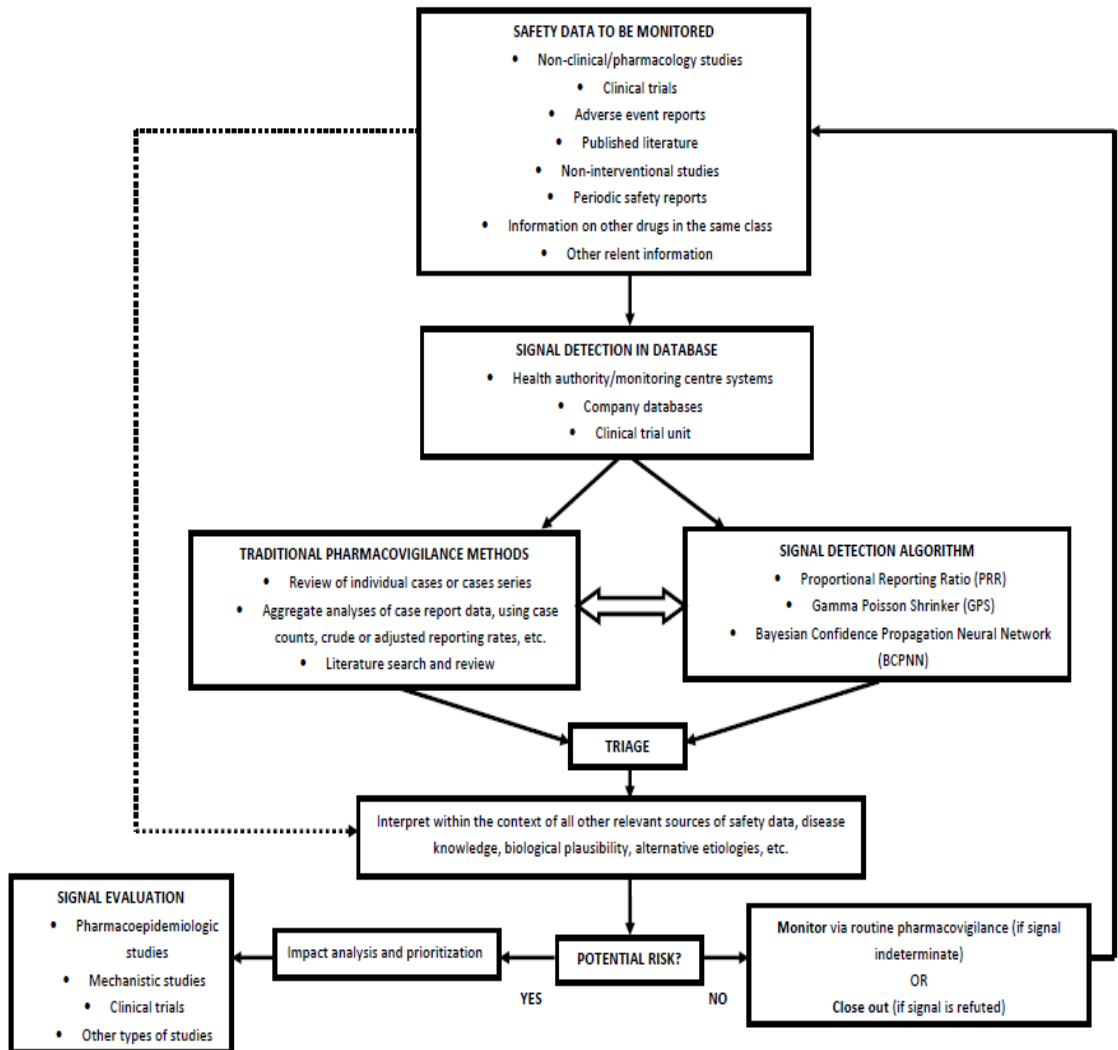 SAFETY DATA TO BE MONITORED
• Non-clinical/pharmacology studies
• Clinical trials
• Adverse event reports
• Published literature
• Non-interventional studies
• Periodic safety reports
• Information on other drugs in the same class
• Other relent information
SIGNAL DETECTION IN DATABASE
• Health authority/monitoring centre systems
• Company databases
• Clinical trial unit
TRADITIONAL PHARMACOVIGILANCE METHODS
• Review of individual cases or cases series
• Aggregate analyses of case report data, using case
counts, crude or adjusted reporting rates, etc.
• Literature search and review
SIGNAL DETECTION ALGORITHM
• Proportional Reporting Ratio (PRR)
• Gamma Poisson Shrinker (GPS)
• Bayesian Confidence Propagation Neural Network
(BCPNN)
TRIAGE
Interpret within the context of all other relevant sources of safety data, disease
knowledge, biological plausibility, alternative etiologies, etc.
SIGNAL EVALUATION
• Pharmacoepidemiologic
studies
• Mechanistic studies
• Clinical trials
• Other types of studies
Impact analysis and prioritization
YES
POTENTIAL RISK?
NO
Monitor via routine pharmacovigilance (if signal
indeterminate)
OR
Close out (if signal is refuted)